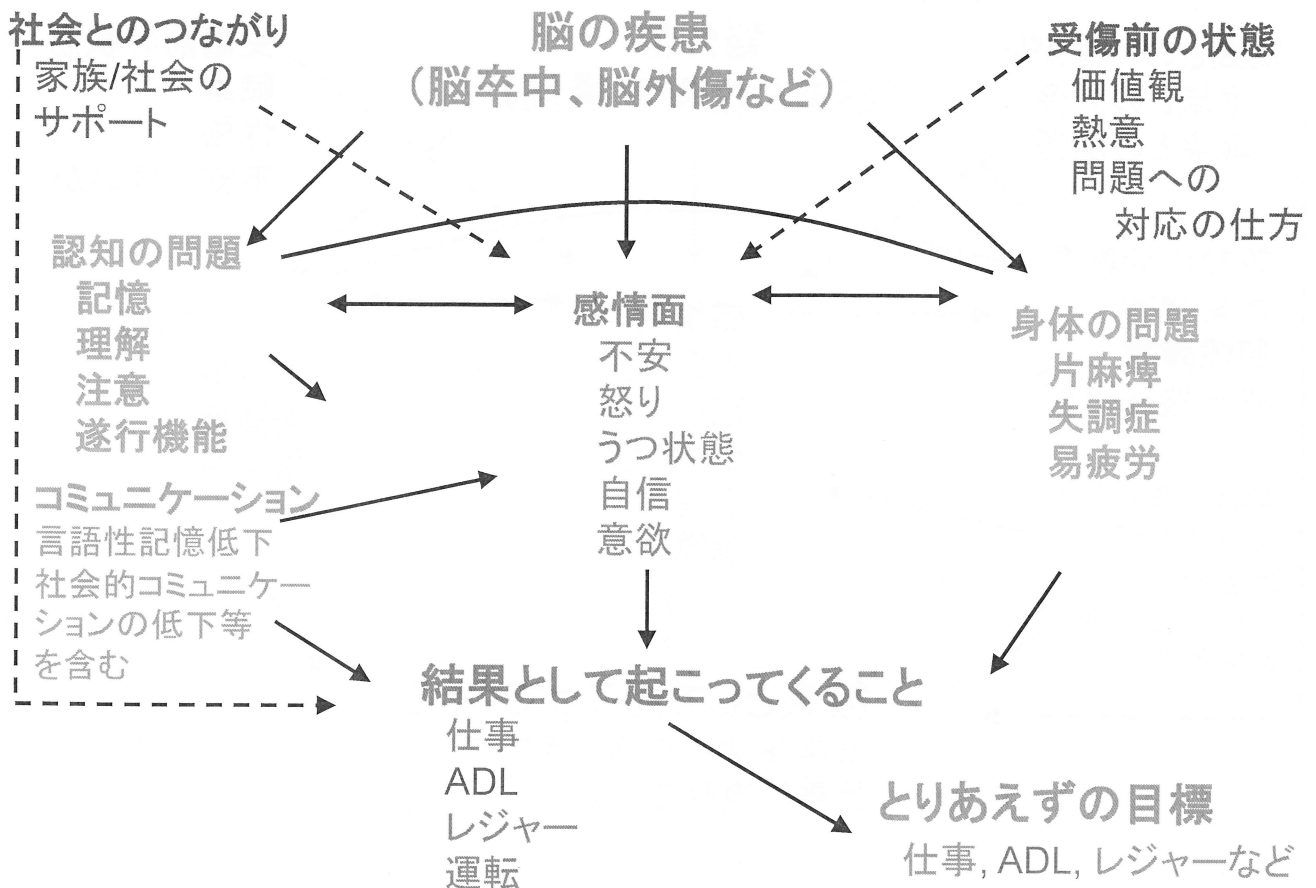 社会とのつながり
家族/社会の
サポート
脳の疾患
（脳卒中、脳外傷など）
受傷前の状態
価値観
熱意
問題への
対応の仕方
認知の問題
記憶
理解
注意
遂行機能
感情面
不安
怒り
うつ状態
自信
意欲
身体の問題
片麻痺
失調症
易疲労
コミュニケーション
言語性記憶低下
社会的コミュニケー
ションの低下等
を含む
結果として起こってくること
仕事
ADL
レジャー
運転
とりあえずの目標
仕事, ADL, レジャーなど